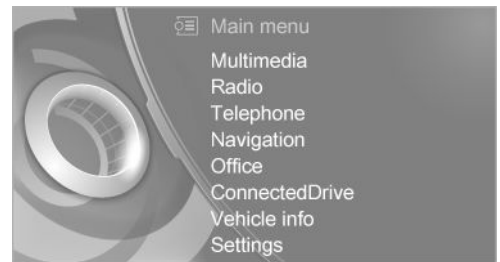 Main menu
Multimedia
Radio
Telephone
Navigation
Office
ConnectedDrive
Vehicle info
Settings